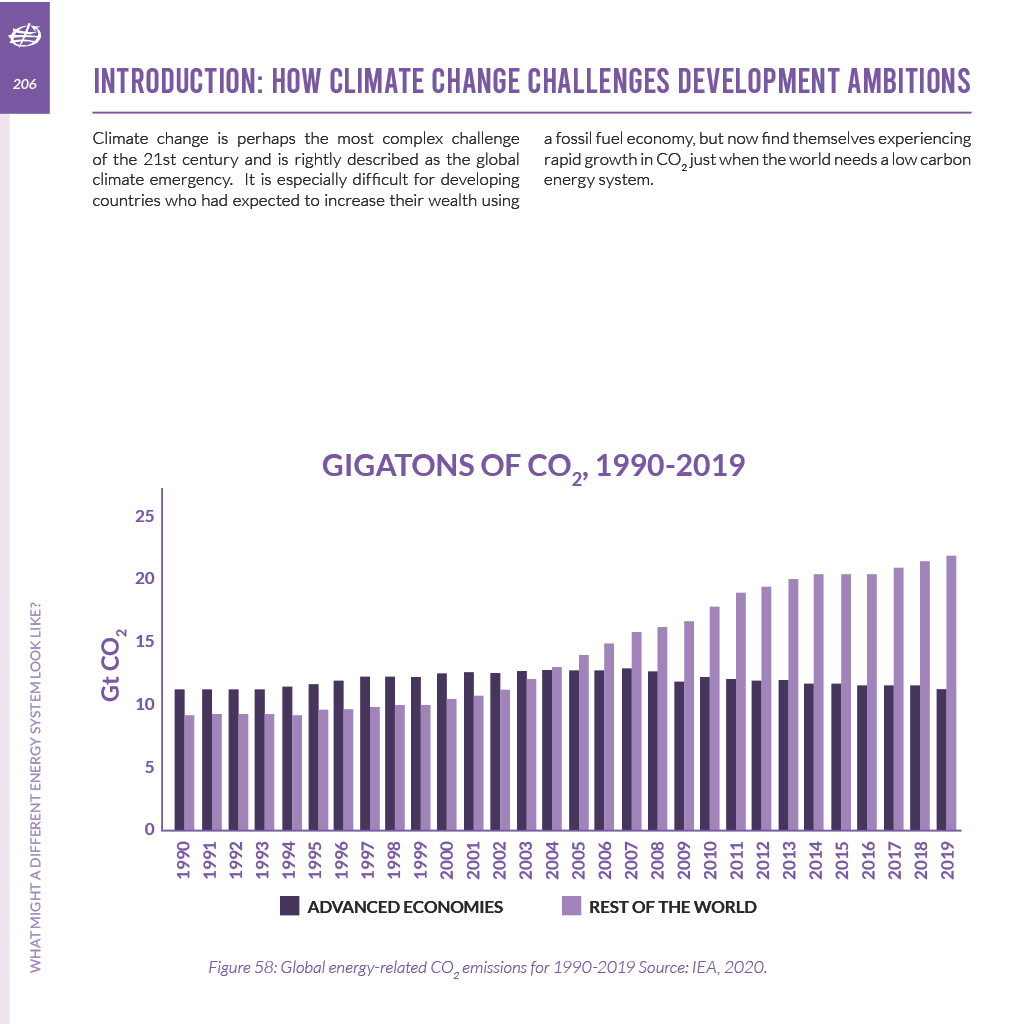 206
INTRODUCTION: HOW CLIMATE CHANGE CHALLENGES DEVELOPMENT AMBITIONS
Climate change is perhaps the most complex challenge
of the 21st century and is rightly described as the global
climate emergency. It is especially difficult for developing
countries who had expected to increase their wealth using
a fossil fuel economy, but now find themselves experiencing
rapid growth in CO₂ just when the world needs a low carbon
energy system.
GIGATONS OF CO₂, 1990-2019
Gt CO₂
25
20
15
10
5
0
1990
1991
1992
1993
1994
1995
1996
1997
1998
1999
2000
2001
2002
2003
2004
2005
2006
2007
2008
2009
2010
2011
2012
2013
2014
2015
2016
2017
2018
2019
ADVANCED ECONOMIES
REST OF THE WORLD
Figure 58: Global energy-related CO₂ emissions for 1990-2019 Source: IEA, 2020.
WHAT MIGHT A DIFFERENT ENERGY SYSTEM LOOK LIKE?